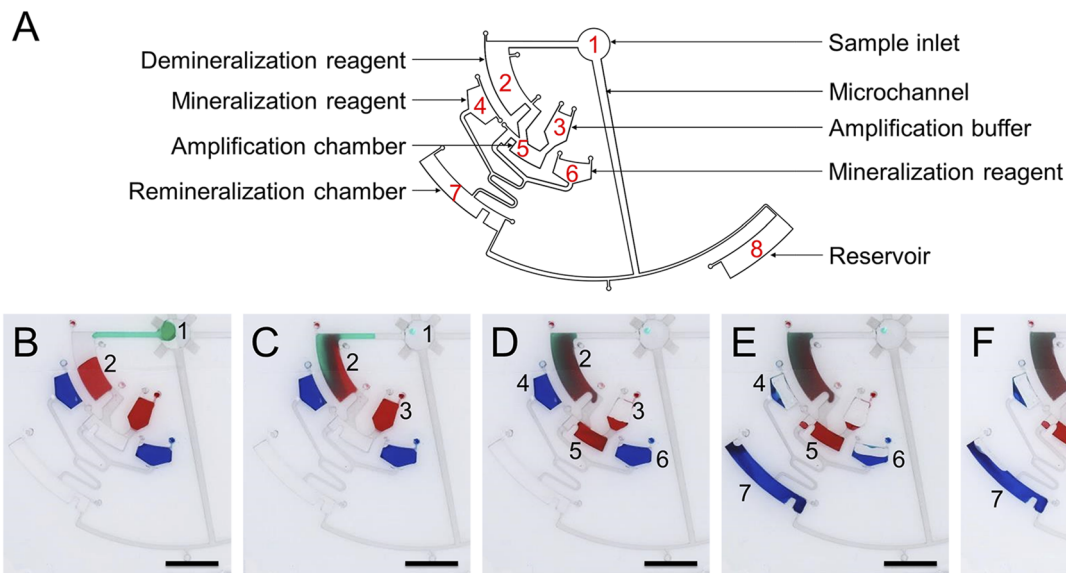 A
Demineralization reagent
Mineralization reagent
Amplification chamber
Remineralization chamber
1
2
3
4
5
6
7
8
Sample inlet
Microchannel
Amplification buffer
Mineralization reagent
Reservoir
B
1
2
C
1
2
3
D
2
3
4
5
6
E
4
5
6
7
F
7